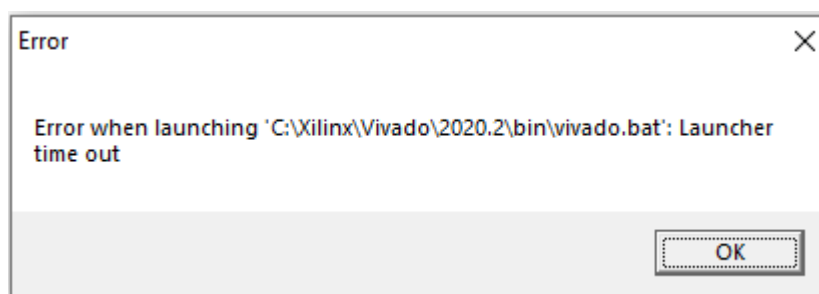 Error
Error when launching 'C:\Xilinx\Vivado\2020.2\bin\vivado.bat': Launcher
time out
OK